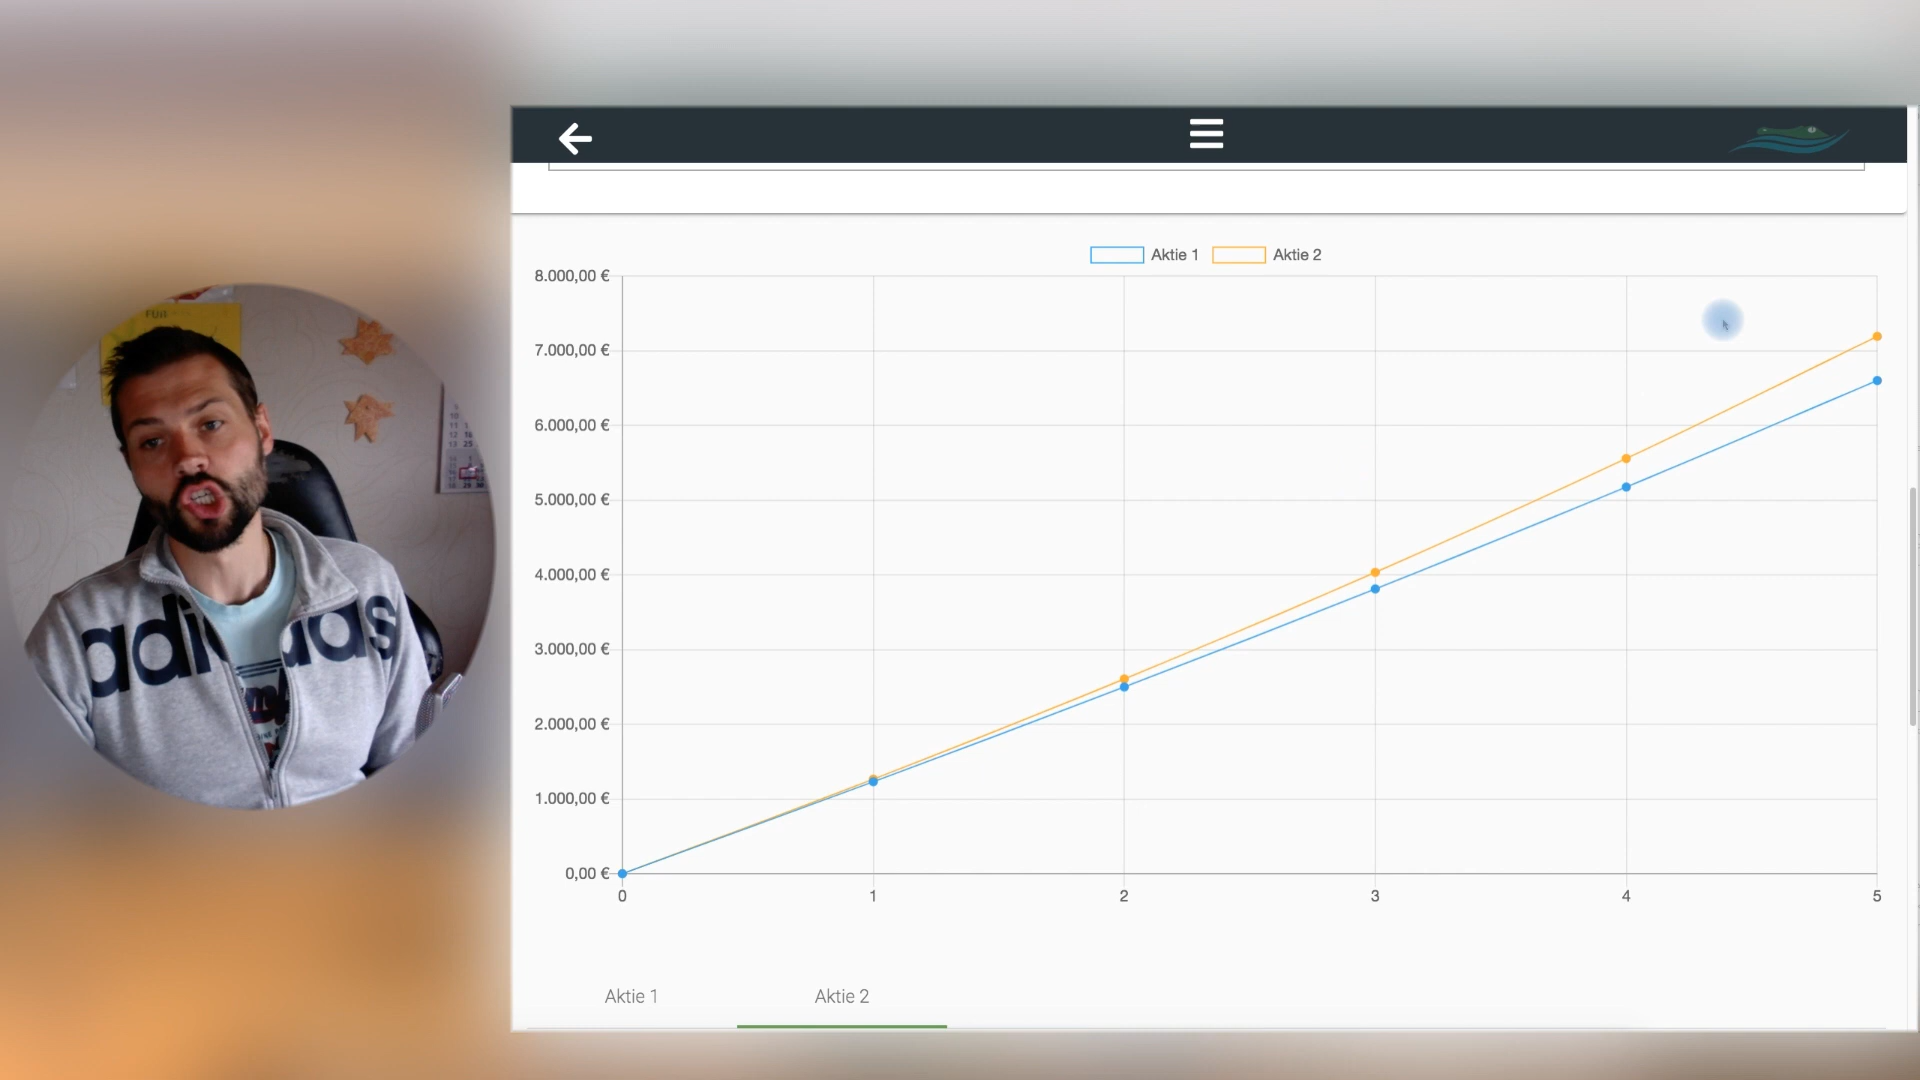 Aktie 1
Aktie 2
8.000,00 €
7.000,00 €
6.000,00 €
5.000,00 €
4.000,00 €
3.000,00 €
2.000,00 €
1.000,00 €
0,00 €
0
1
2
3
4
5
Aktie 1
Aktie 2
FÜR
adidas